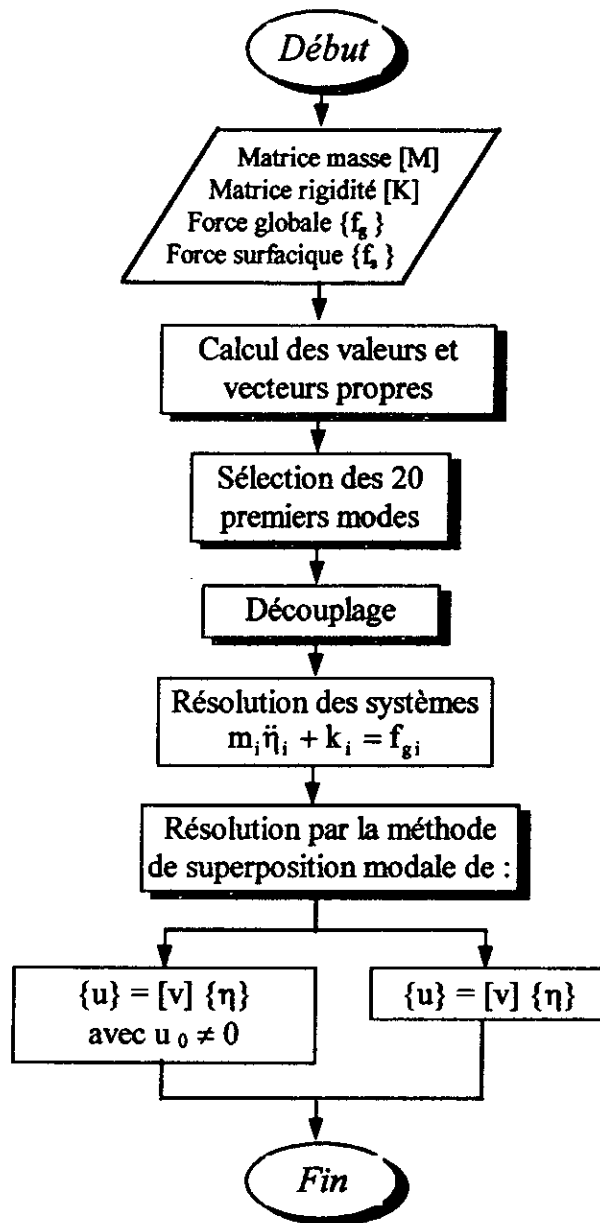 Début
Matrice masse [M]
Matrice rigidité [K]
Force globale {f_g}
Force surfacique {f_s}
Calcul des valeurs et
vecteurs propres
Sélection des 20
premiers modes
Découplage
Résolution des systèmes
m_i η̈_i + k_i = f_gi
Résolution par la méthode
de superposition modale de :
{u} = [v] {η}
avec u_0 ≠ 0
{u} = [v] {η}
Fin